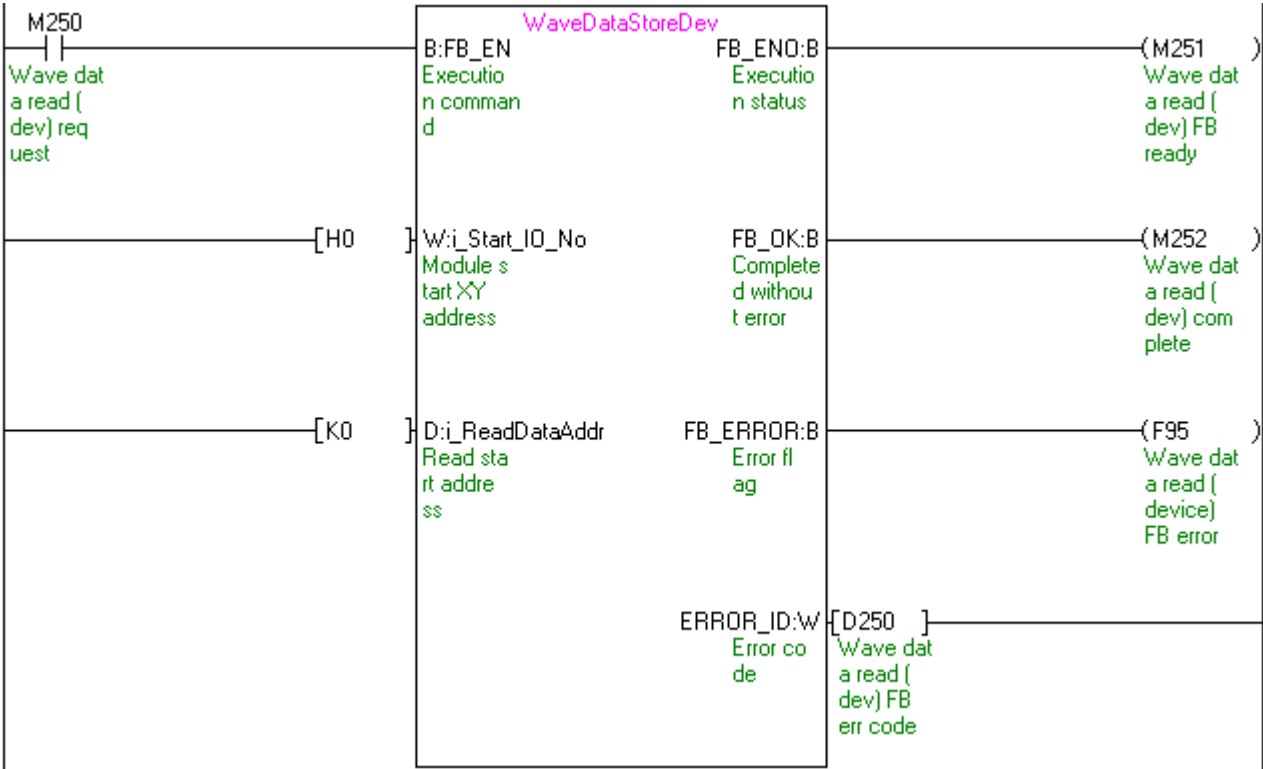 M250
WaveDataStoreDev
B:FB_EN
FB_ENO:B
(M251 )
Wave dat
a read (
dev) req
uest
Executio
n comman
d
Executio
n status
Wave dat
a read (
dev) FB
ready
[H0 ]
W:i_Start_IO_No
FB_OK:B
(M252 )
Module s
tart XY
address
Complete
d withou
t error
Wave dat
a read (
dev) com
plete
[K0 ]
D:i_ReadDataAddr
FB_ERROR:B
(F95 )
Read sta
rt addre
ss
Error fl
ag
Wave dat
a read (
device)
FB error
ERROR_ID:W
[D250 ]
Error co
de
Wave dat
a read (
dev) FB
err code